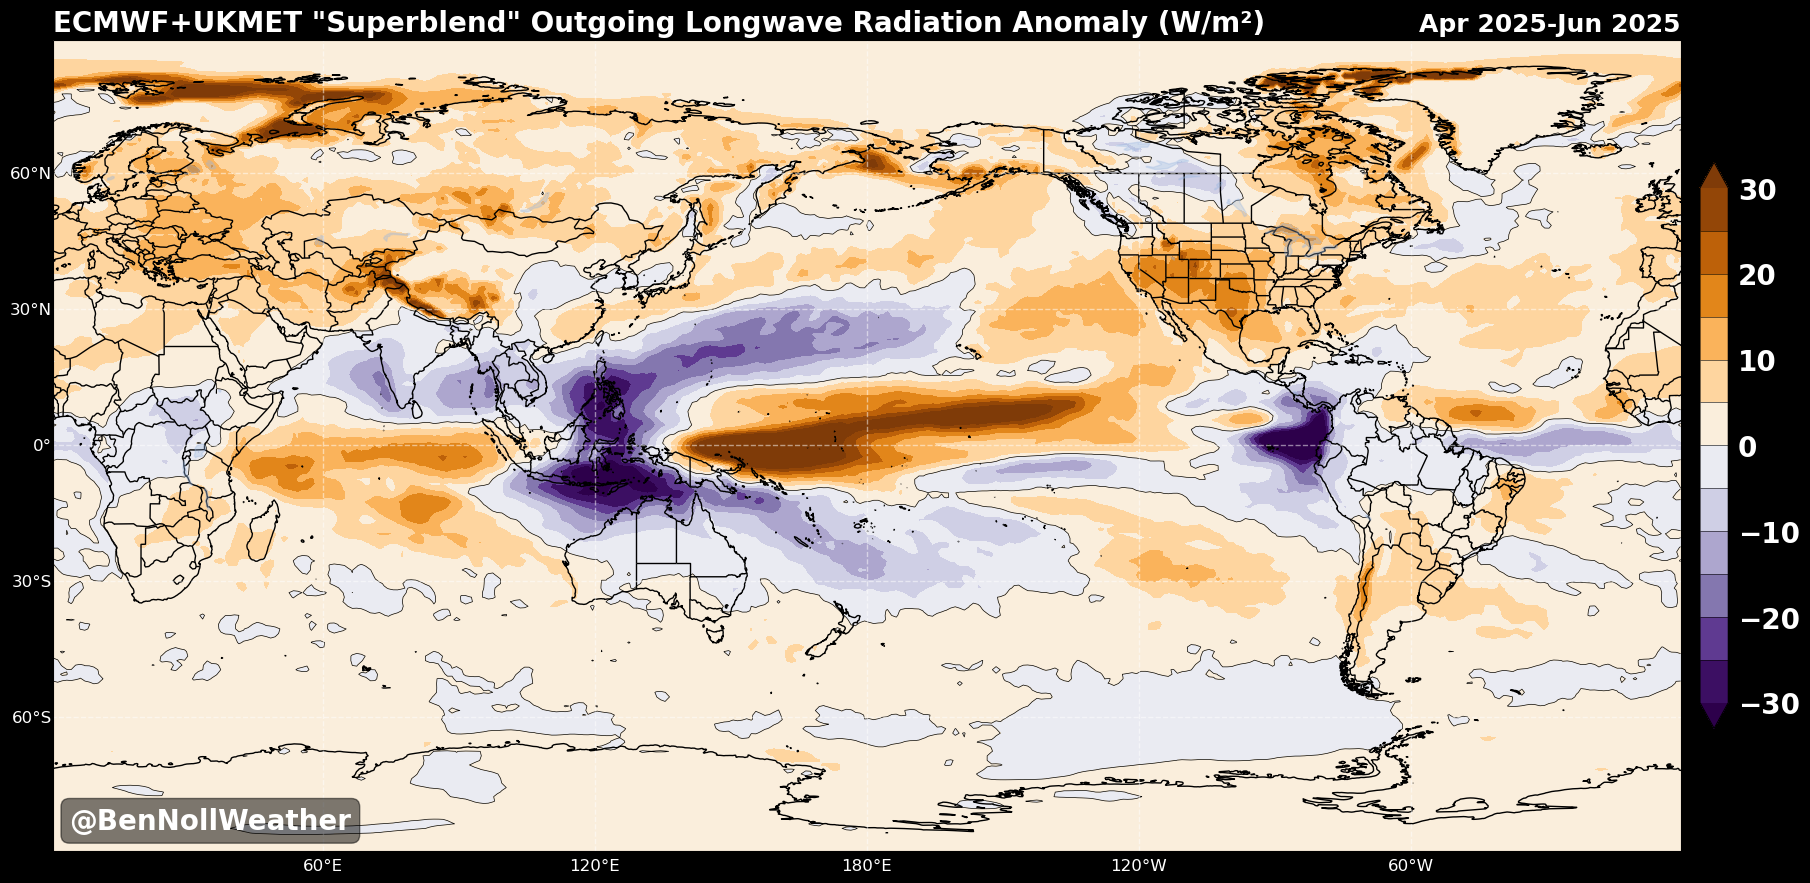 ECMWF+UKMET "Superblend" Outgoing Longwave Radiation Anomaly (W/m²) Apr 2025-Jun 2025
60°N
30°N
0°
30°S
60°S
60°E 120°E 180°E 120°W 60°W
30
20
10
0
−10
−20
−30
@BenNollWeather